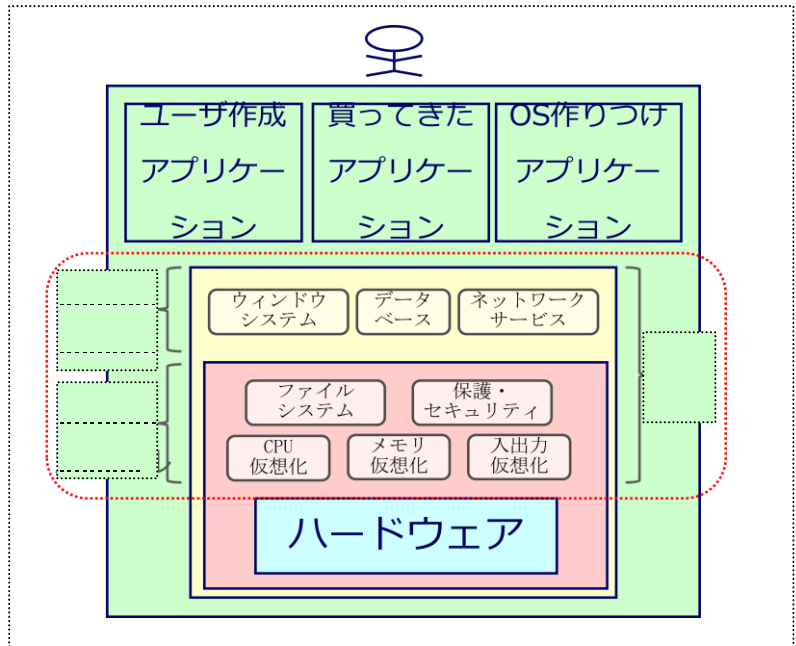 ユーザ作成
アプリケー
ション
買ってきた
アプリケー
ション
OS作りつけ
アプリケー
ション
ウィンドウ
システム
データ
ベース
ネットワーク
サービス
ファイル
システム
保護・
セキュリティ
CPU
仮想化
メモリ
仮想化
入出力
仮想化
ハードウェア